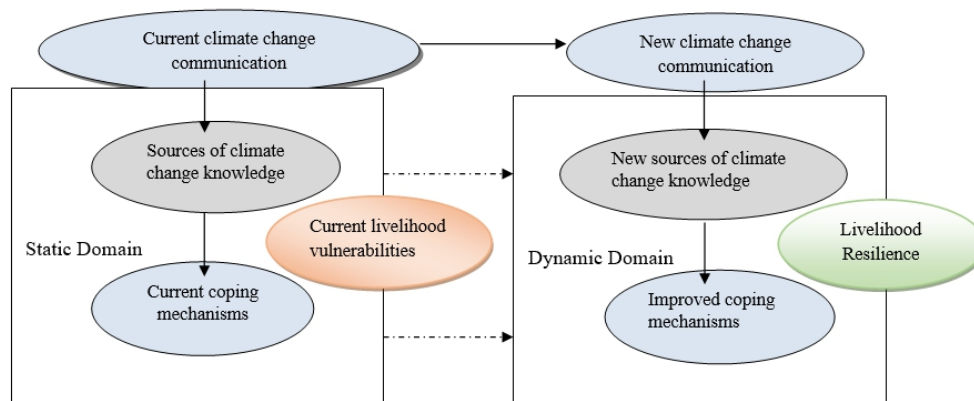 Current climate change
communication
New climate change
communication
Sources of climate
change knowledge
New sources of climate
change knowledge
Current livelihood
vulnerabilities
Livelihood
Resilience
Static Domain
Dynamic Domain
Current coping
mechanisms
Improved coping
mechanisms